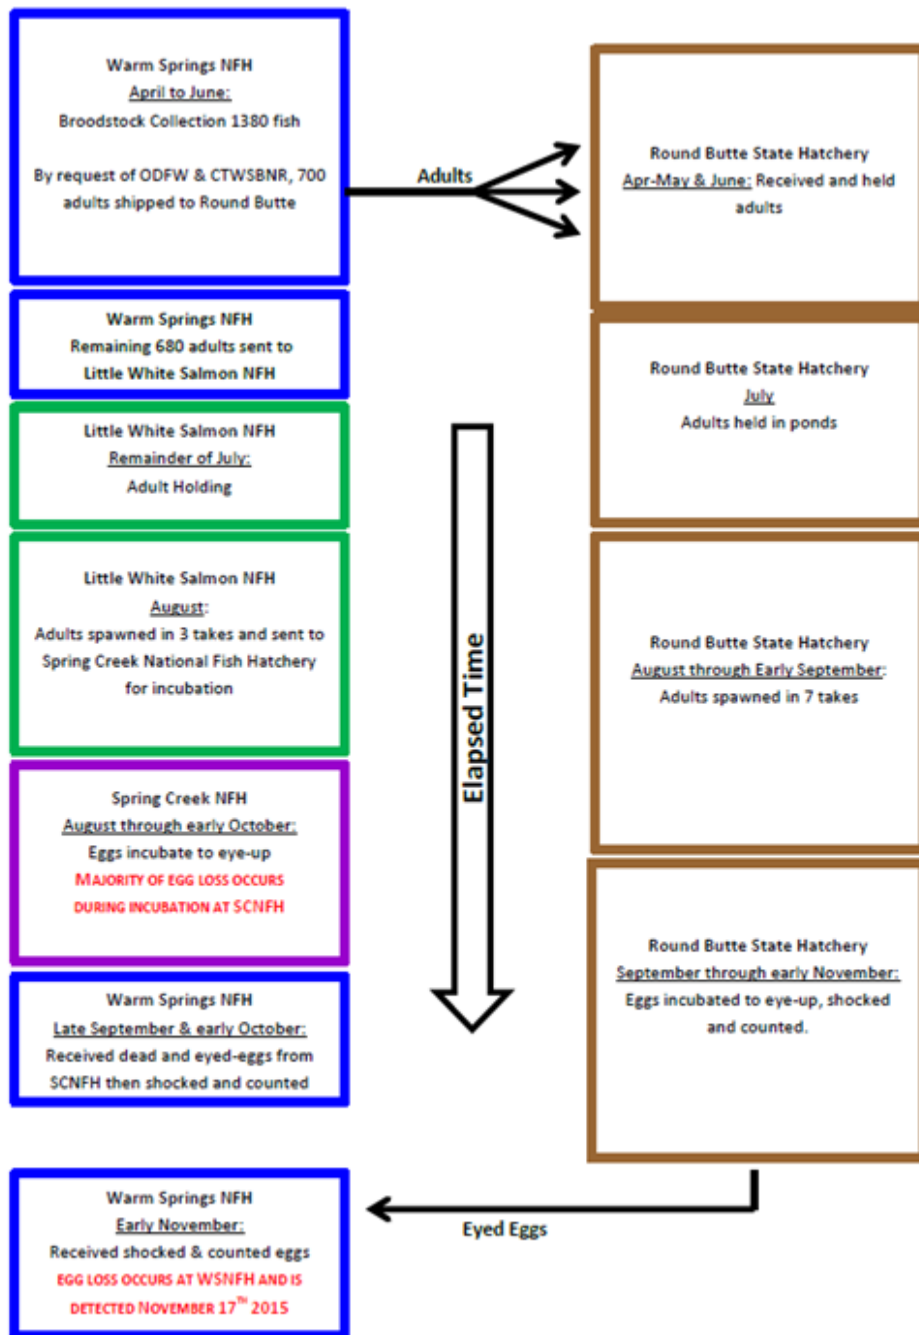 Warm Springs NFH
April to June:
Broodstock Collection 1380 fish
By request of ODFW & CTWSBNR, 700
adults shipped to Round Butte
Adults
Round Butte State Hatchery
Apr-May & June: Received and held
adults
Warm Springs NFH
Remaining 680 adults sent to
Little White Salmon NFH
Round Butte State Hatchery
July
Adults held in ponds
Little White Salmon NFH
Remainder of July:
Adult Holding
Little White Salmon NFH
August:
Adults spawned in 3 takes and sent to
Spring Creek National Fish Hatchery
for incubation
Elapsed Time
Round Butte State Hatchery
August through Early September:
Adults spawned in 7 takes
Spring Creek NFH
August through early October:
Eggs incubate to eye-up
MAJORITY OF EGG LOSS OCCURS
DURING INCUBATION AT SCNFH
Round Butte State Hatchery
September through early November:
Eggs incubated to eye-up, shocked
and counted.
Warm Springs NFH
Late September & early October:
Received dead and eyed-eggs from
SCNFH then shocked and counted
Eyed Eggs
Warm Springs NFH
Early November:
Received shocked & counted eggs
EGG LOSS OCCURS AT WSNFH AND IS
DETECTED NOVEMBER 17TH 2015